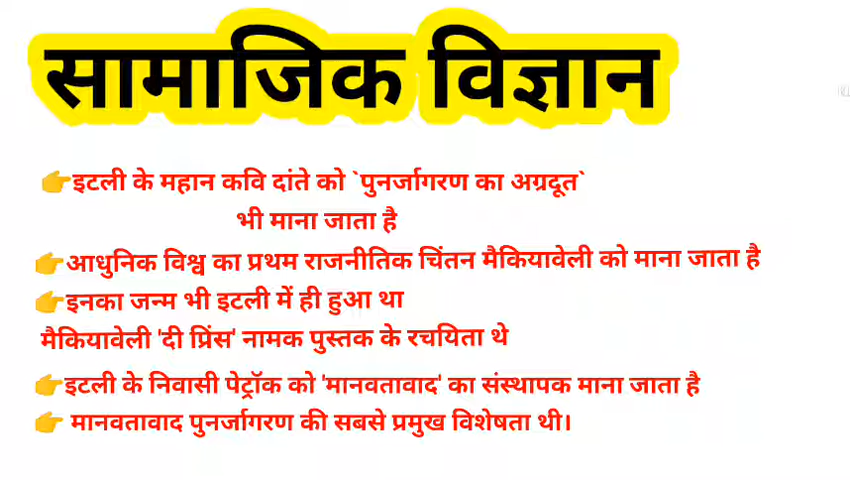 सामाजिक विज्ञान
👉इटली के महान कवि दांते को `पुनर्जागरण का अग्रदूत`
भी माना जाता है
👉आधुनिक विश्व का प्रथम राजनीतिक चिंतन मैकियावेली को माना जाता है
👉इनका जन्म भी इटली में ही हुआ था
मैकियावेली 'दी प्रिंस' नामक पुस्तक के रचयिता थे
👉इटली के निवासी पेट्रॉक को 'मानवतावाद' का संस्थापक माना जाता है
👉 मानवतावाद पुनर्जागरण की सबसे प्रमुख विशेषता थी।